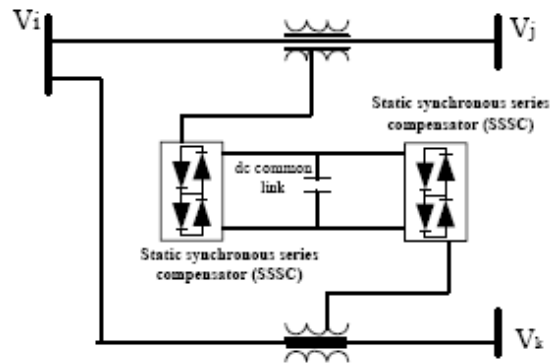 Vi
Vj
Static synchronous series
compensator (SSSC)
dc common
link
Static synchronous series
compensator (SSSC)
Vk